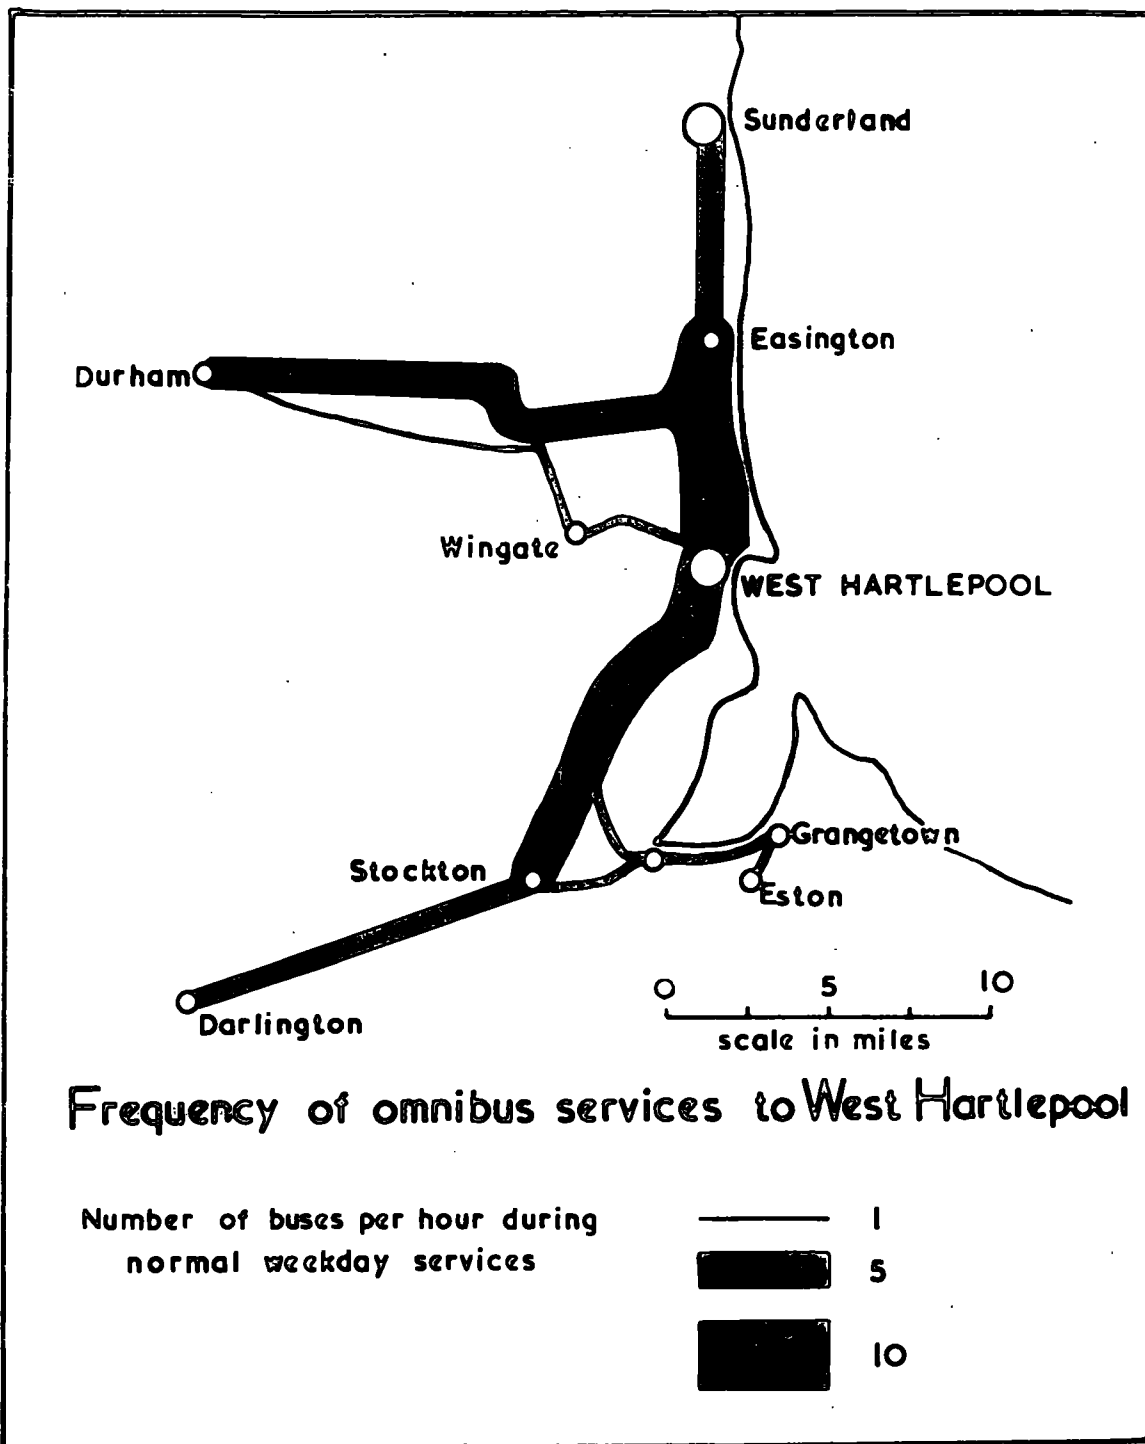 Sunderland
Easington
Durham
Wingate
WEST HARTLEPOOL
Grangetown
Stockton
Eston
Darlington
0 5 10
scale in miles
Frequency of omnibus services to West Hartlepool
Number of buses per hour during
normal weekday services
1
5
10